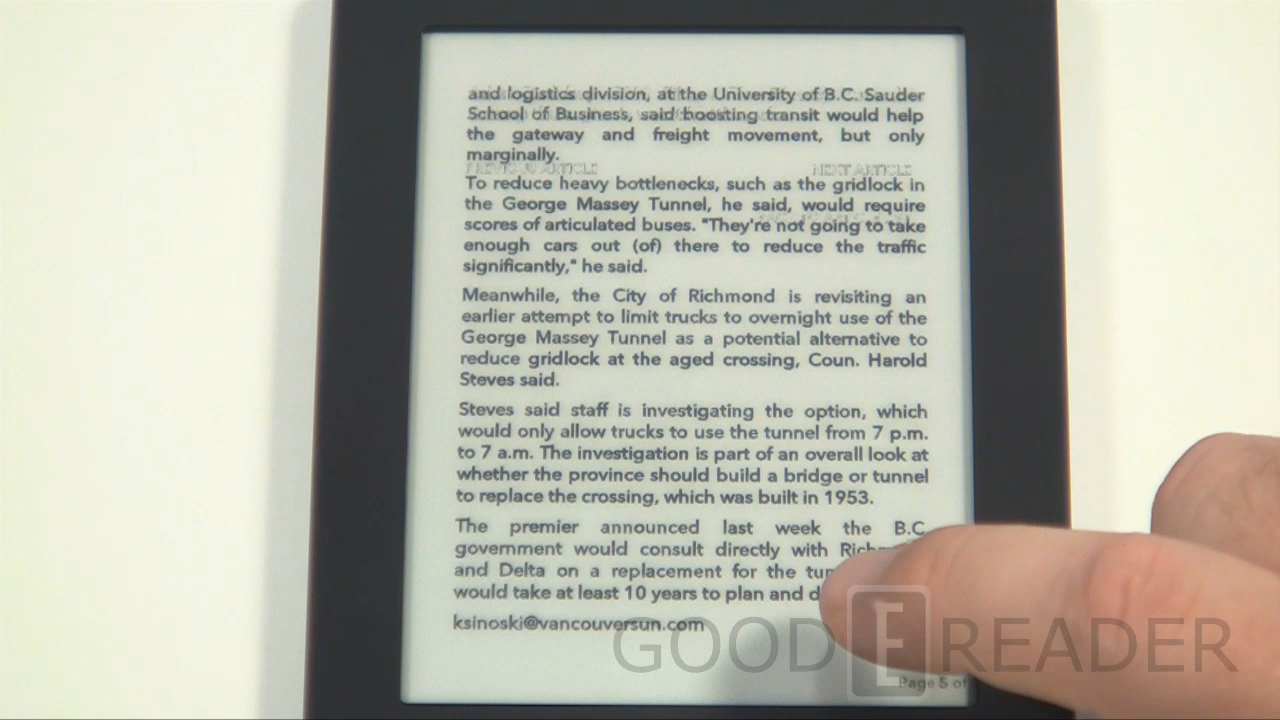 and logistics division, at the University of B.C. Sauder
School of Business, said boosting transit would help
the gateway and freight movement, but only
marginally.
PREVIOUS ARTICLE NEXT ARTICLE
To reduce heavy bottlenecks, such as the gridlock in
the George Massey Tunnel, he said, would require
scores of articulated buses. "They're not going to take
enough cars out (of) there to reduce the traffic
significantly," he said.
Meanwhile, the City of Richmond is revisiting an
earlier attempt to limit trucks to overnight use of the
George Massey Tunnel as a potential alternative to
reduce gridlock at the aged crossing, Coun. Harold
Steves said.
Steves said staff is investigating the option, which
would only allow trucks to use the tunnel from 7 p.m.
to 7 a.m. The investigation is part of an overall look at
whether the province should build a bridge or tunnel
to replace the crossing, which was built in 1953.
The premier announced last week the B.C.
government would consult directly with
and Delta on a replacement for the
would take at least 10 years to plan and
ksinoski@vancouversun.com
GOOD E READER
Page 5 of